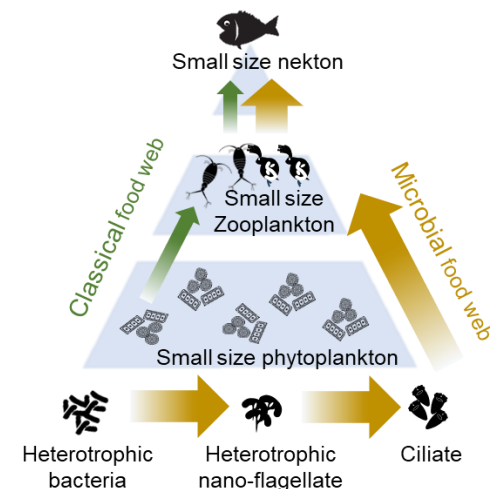 Small size nekton
Classical food web
Microbial food web
Small size
Zooplankton
Small size phytoplankton
Heterotrophic
bacteria
Heterotrophic
nano-flagellate
Ciliate